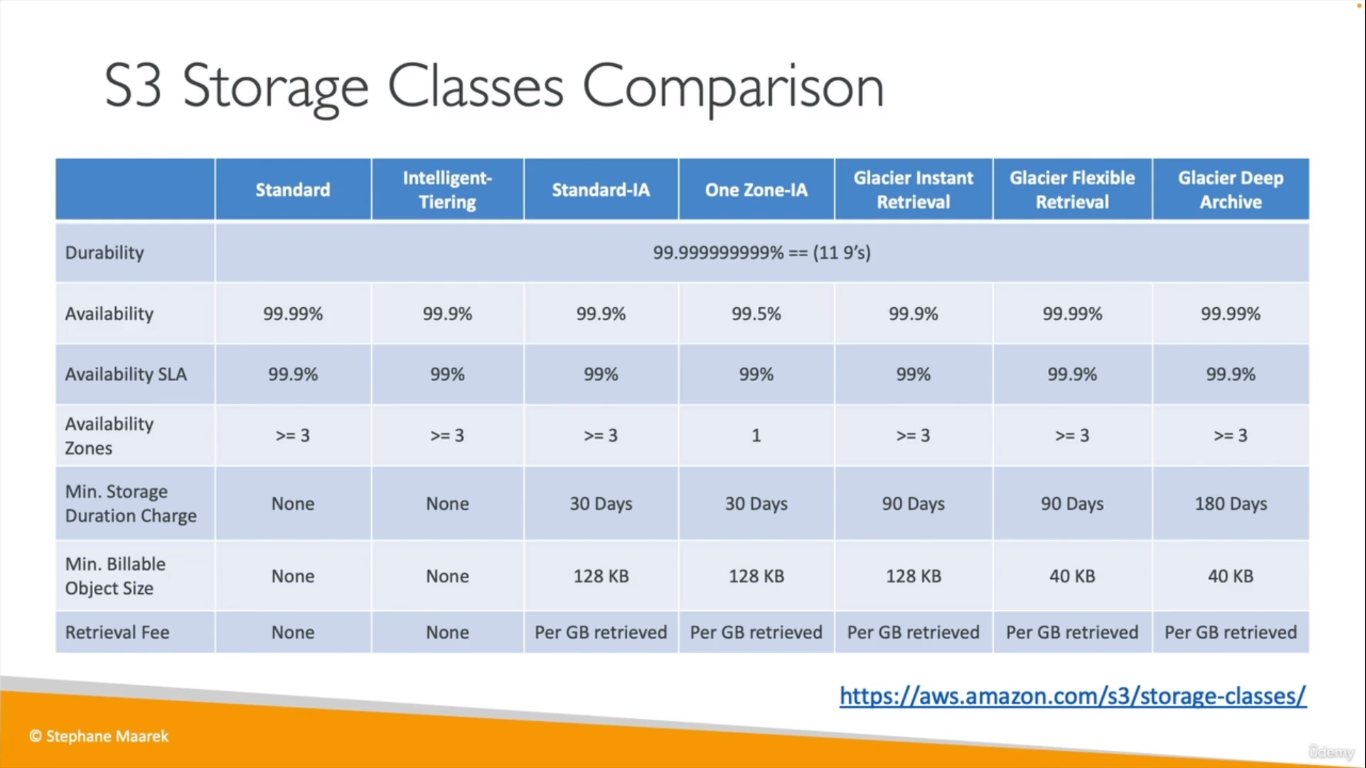 S3 Storage Classes Comparison
Standard
Intelligent-
Tiering
Standard-IA
One Zone-IA
Glacier Instant
Retrieval
Glacier Flexible
Retrieval
Glacier Deep
Archive
Durability
99.999999999% == (11 9’s)
Availability
99.99%
99.9%
99.9%
99.5%
99.9%
99.99%
99.99%
Availability SLA
99.9%
99%
99%
99%
99%
99.9%
99.9%
Availability
Zones
>= 3
>= 3
>= 3
1
>= 3
>= 3
>= 3
Min. Storage
Duration Charge
None
None
30 Days
30 Days
90 Days
90 Days
180 Days
Min. Billable
Object Size
None
None
128 KB
128 KB
128 KB
40 KB
40 KB
Retrieval Fee
None
None
Per GB retrieved
Per GB retrieved
Per GB retrieved
Per GB retrieved
Per GB retrieved
https://aws.amazon.com/s3/storage-classes/
© Stephane Maarek
ûdemy